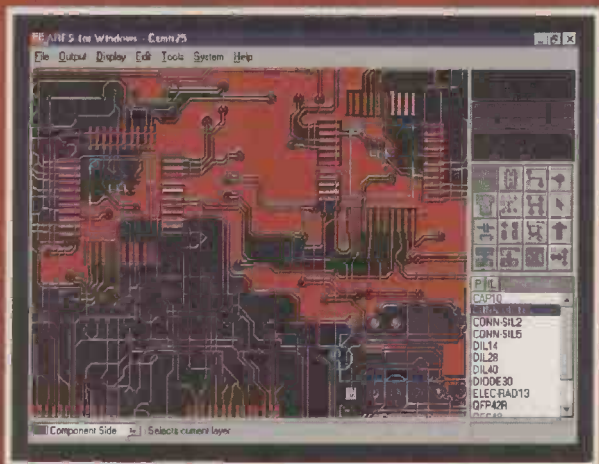 ARES for Windows -
File Output Display Edit Tools System Help
P L
CAP10
CONN-SIL2
CONN-SIL5
DIL14
DIL28
DIL40
DIODE30
ELEC-RAD13
QFP42R
Component Side Selects current layer